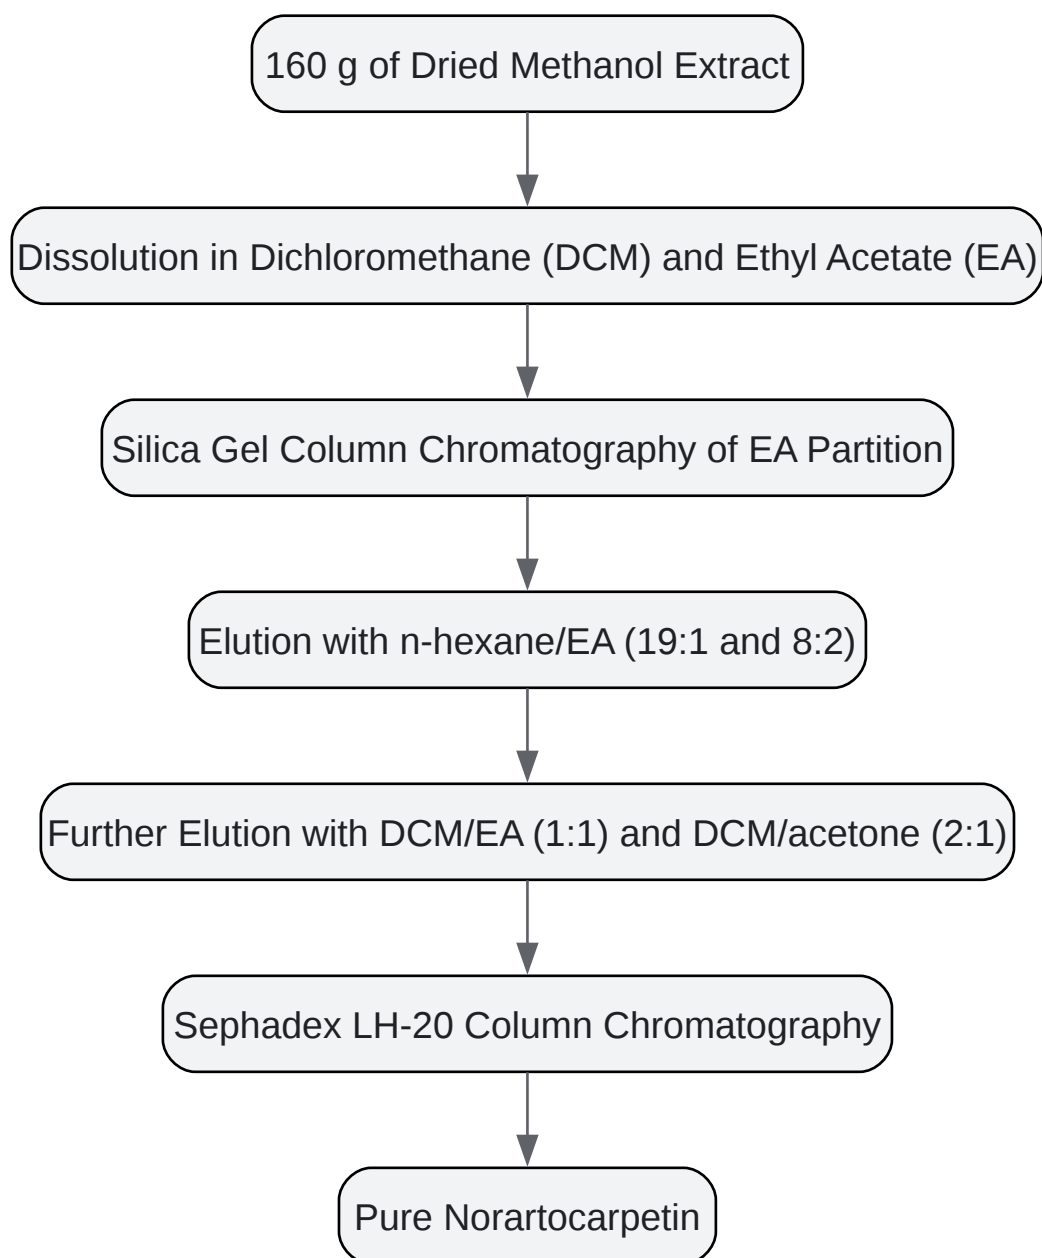 160 g of Dried Methanol Extract
Dissolution in Dichloromethane (DCM) and Ethyl Acetate (EA)
Silica Gel Column Chromatography of EA Partition
Elution with n-hexane/EA (19:1 and 8:2)
Further Elution with DCM/EA (1:1) and DCM/acetone (2:1)
Sephadex LH-20 Column Chromatography
Pure Norartocarpetin